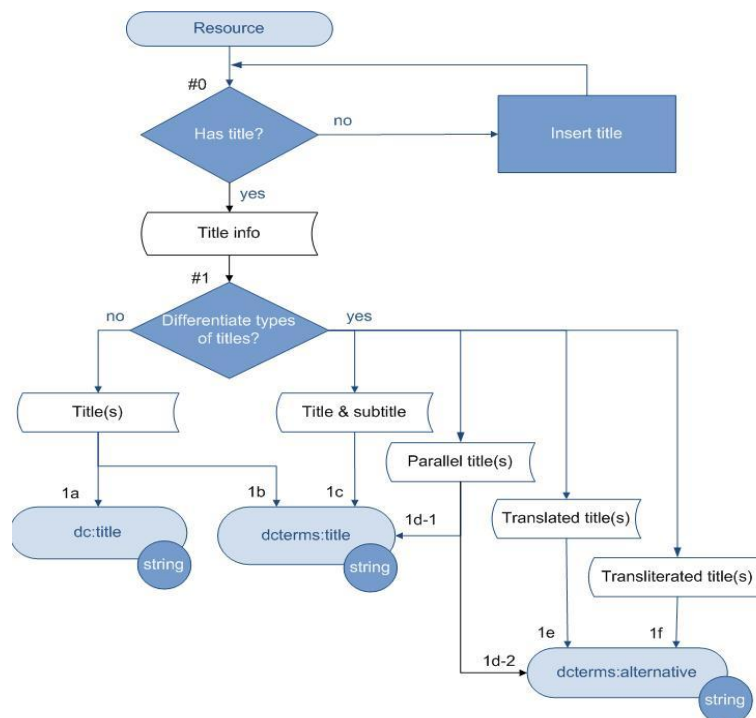 Resource
#0
Has title?
no
Insert title
yes
Title info
#1
no
Differentiate types
of titles?
yes
Title(s)
Title & subtitle
Parallel title(s)
1a
1b
1c
1d-1
Translated title(s)
dc:title
dcterms:title
string
string
Transliterated title(s)
1e
1f
1d-2
dcterms:alternative
string